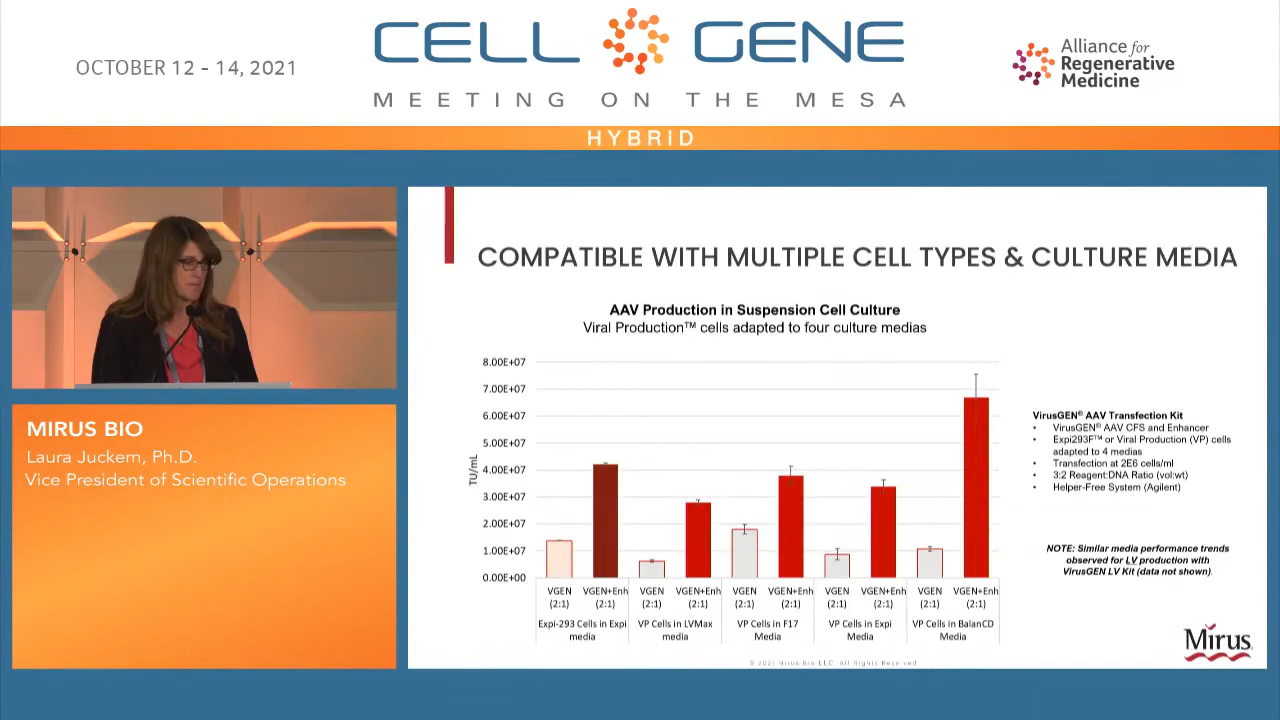 OCTOBER 12 - 14, 2021
CELL GENE
MEETING ON THE MESA
Alliance for
Regenerative
Medicine
HYBRID
MIRUS BIO
Laura Juckem, Ph.D.
Vice President of Scientific Operations
COMPATIBLE WITH MULTIPLE CELL TYPES & CULTURE MEDIA
AAV Production in Suspension Cell Culture
Viral Production™ cells adapted to four culture medias
TU/mL
8.00E+07
7.00E+07
6.00E+07
5.00E+07
4.00E+07
3.00E+07
2.00E+07
1.00E+07
0.00E+00
VGEN VGEN+Enh VGEN VGEN+Enh VGEN VGEN+Enh VGEN VGEN+Enh VGEN VGEN+Enh
(2:1) (2:1) (2:1) (2:1) (2:1) (2:1) (2:1) (2:1) (2:1) (2:1)
Expi-293 Cells in Expi VP Cells in LVMax VP Cells in F17 VP Cells in Expi VP Cells in BalanCD
media media Media Media Media
VirusGEN® AAV Transfection Kit
• VirusGEN® AAV CFS and Enhancer
• Expi293F™ or Viral Production (VP) cells
adapted to 4 medias
• Transfection at 2E6 cells/ml
• 3:2 Reagent:DNA Ratio (vol:wt)
• Helper-Free System (Agilent)
NOTE: Similar media performance trends
observed for LV production with
VirusGEN LV Kit (data not shown).
Mirus
© 2021 Mirus Bio LLC. All Rights Reserved.